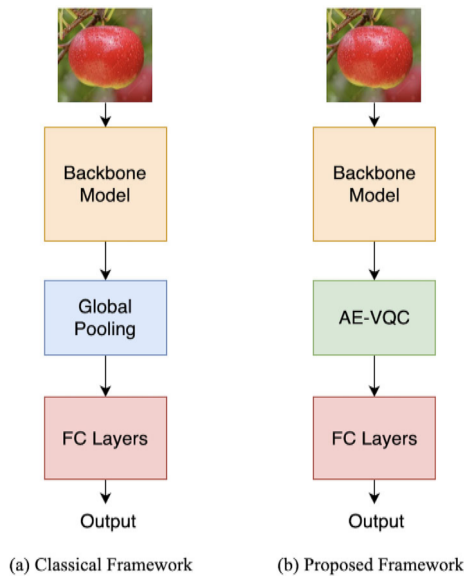 Backbone
Model
Global
Pooling
FC Layers
Output
(a) Classical Framework
Backbone
Model
AE-VQC
FC Layers
Output
(b) Proposed Framework